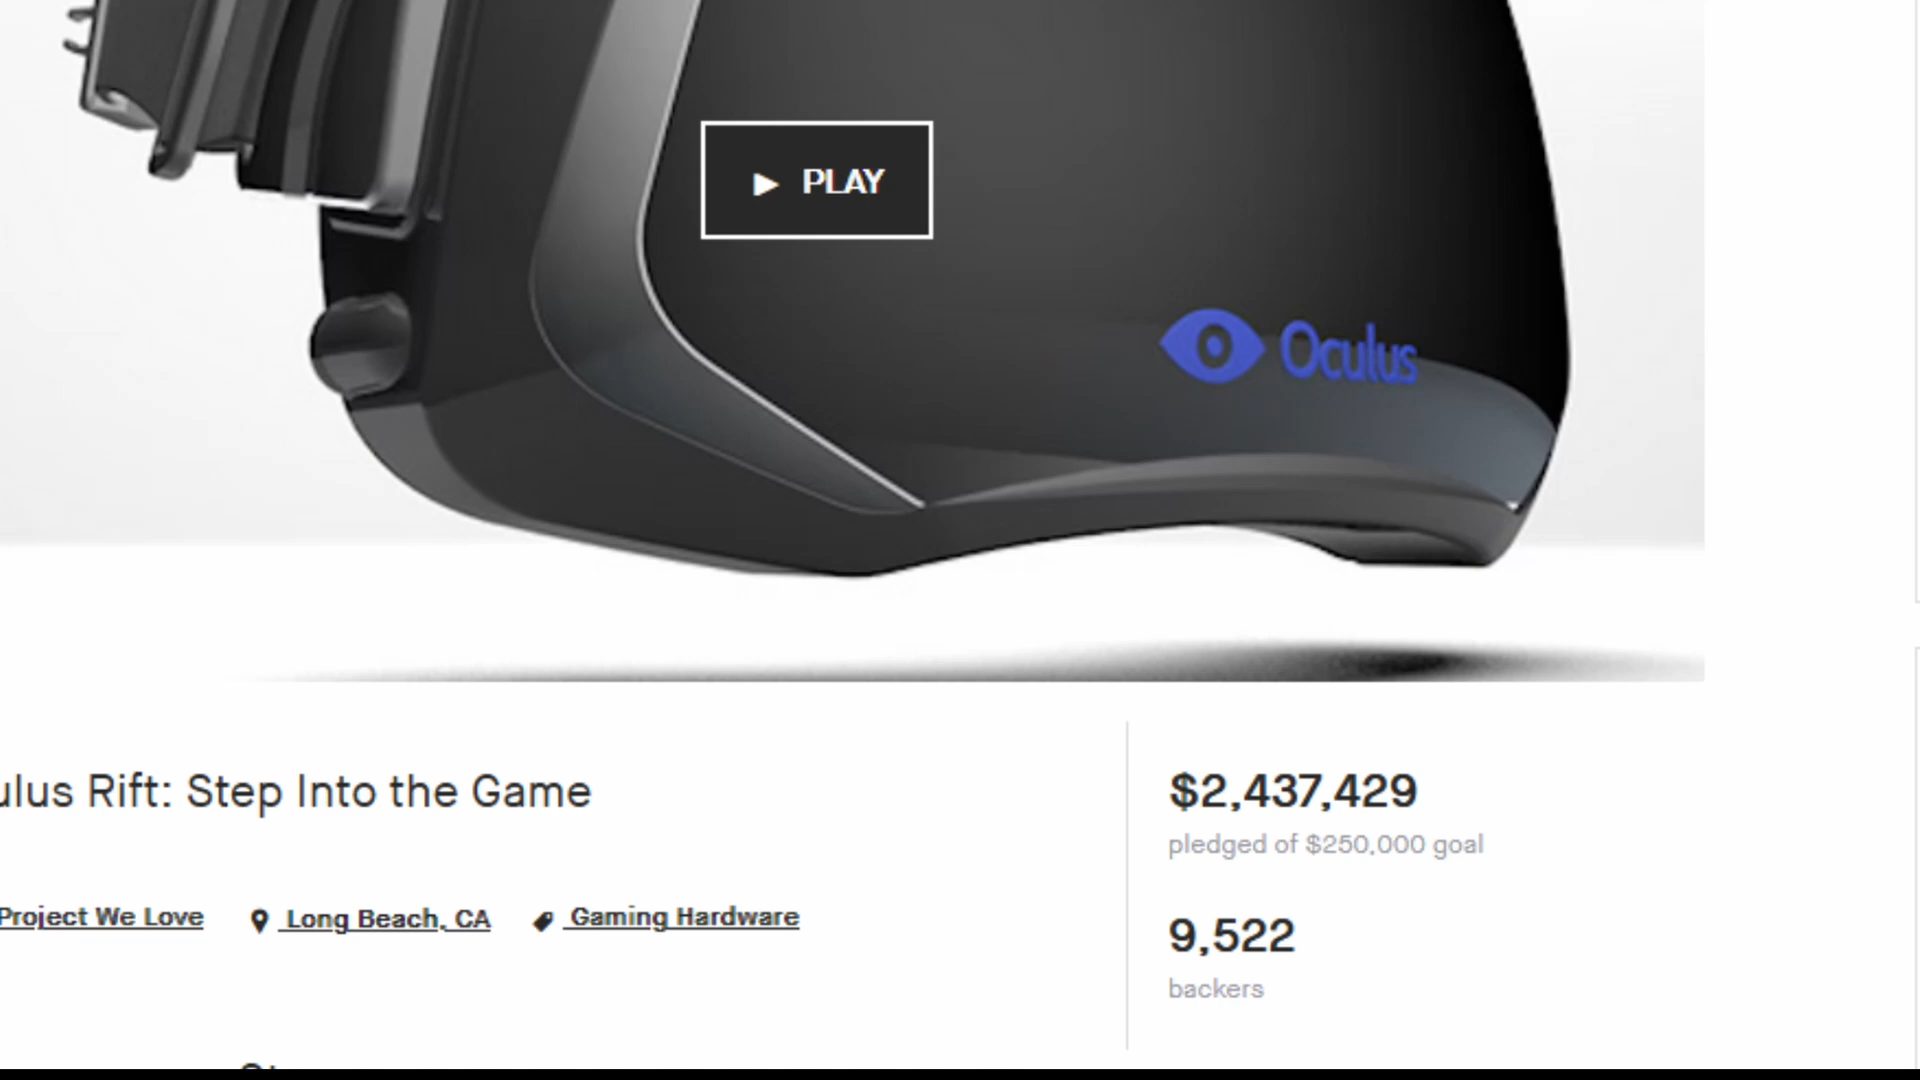 PLAY
Oculus
ulus Rift: Step Into the Game
$2,437,429
pledged of $250,000 goal
Project We Love
Long Beach, CA
Gaming Hardware
9,522
backers